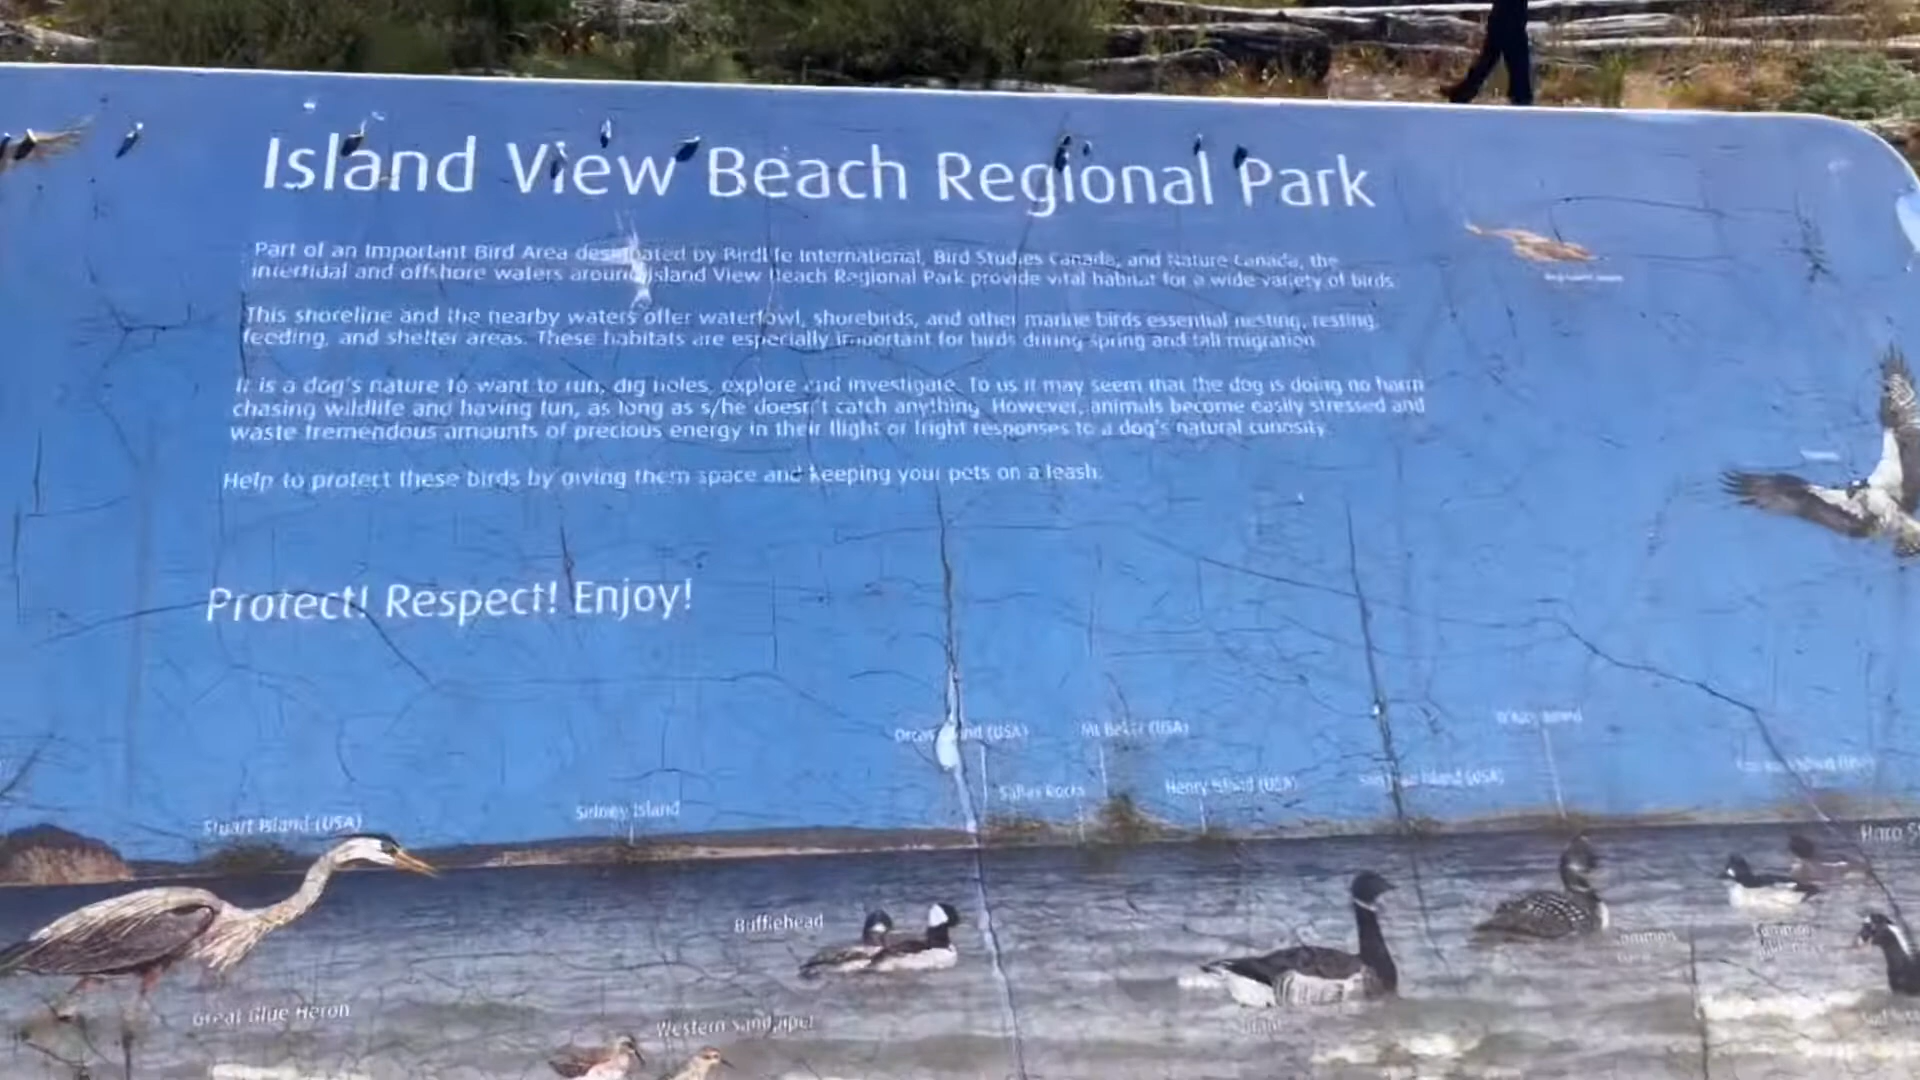 Island View Beach Regional Park
Part of an Important Bird Area designated by BirdLife International, Bird Studies Canada, and Nature Canada, the
intertidal and offshore waters around Island View Beach Regional Park provide vital habitat for a wide variety of birds.
This shoreline and the nearby waters offer waterfowl, shorebirds, and other marine birds essential nesting, resting,
feeding, and shelter areas. These habitats are especially important for birds during spring and fall migration.
It is a dog's nature to want to run, dig holes, explore and investigate. To us it may seem that the dog is doing no harm
chasing wildlife and having fun, as long as s/he doesn't catch anything. However, animals become easily stressed and
waste tremendous amounts of precious energy in their flight or fright responses to a dog's natural curiosity.
Help to protect these birds by giving them space and keeping your pets on a leash.
Protect! Respect! Enjoy!
Orcas Island (USA)
Mt Baker (USA)
Henry Island (USA)
San Juan Island (USA)
Stuart Island (USA)
Sidney Island
Bufflehead
Great Blue Heron
Western Sandpiper
Brant
Common
Common